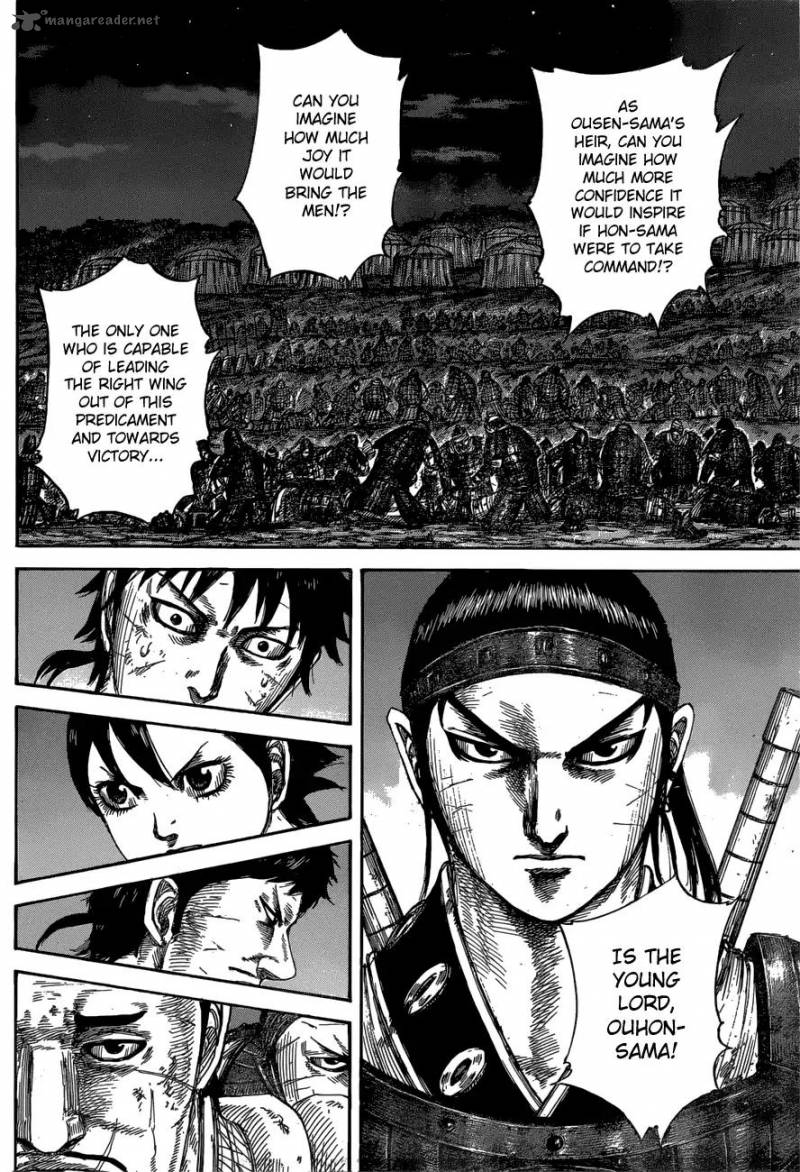 mangareader.net
AS
OUSEN-SAMA'S
HEIR, CAN YOU
IMAGINE HOW
MUCH MORE
CONFIDENCE IT
WOULD INSPIRE
IF HON-SAMA
WERE TO TAKE
COMMAND!?
CAN YOU
IMAGINE
HOW MUCH
JOY IT
WOULD
BRING THE
MEN!?
THE ONLY ONE
WHO IS CAPABLE
OF LEADING
THE RIGHT WING
OUT OF THIS
PREDICAMENT
AND TOWARDS
VICTORY...
IS THE
YOUNG
LORD,
OUHON-
SAMA!